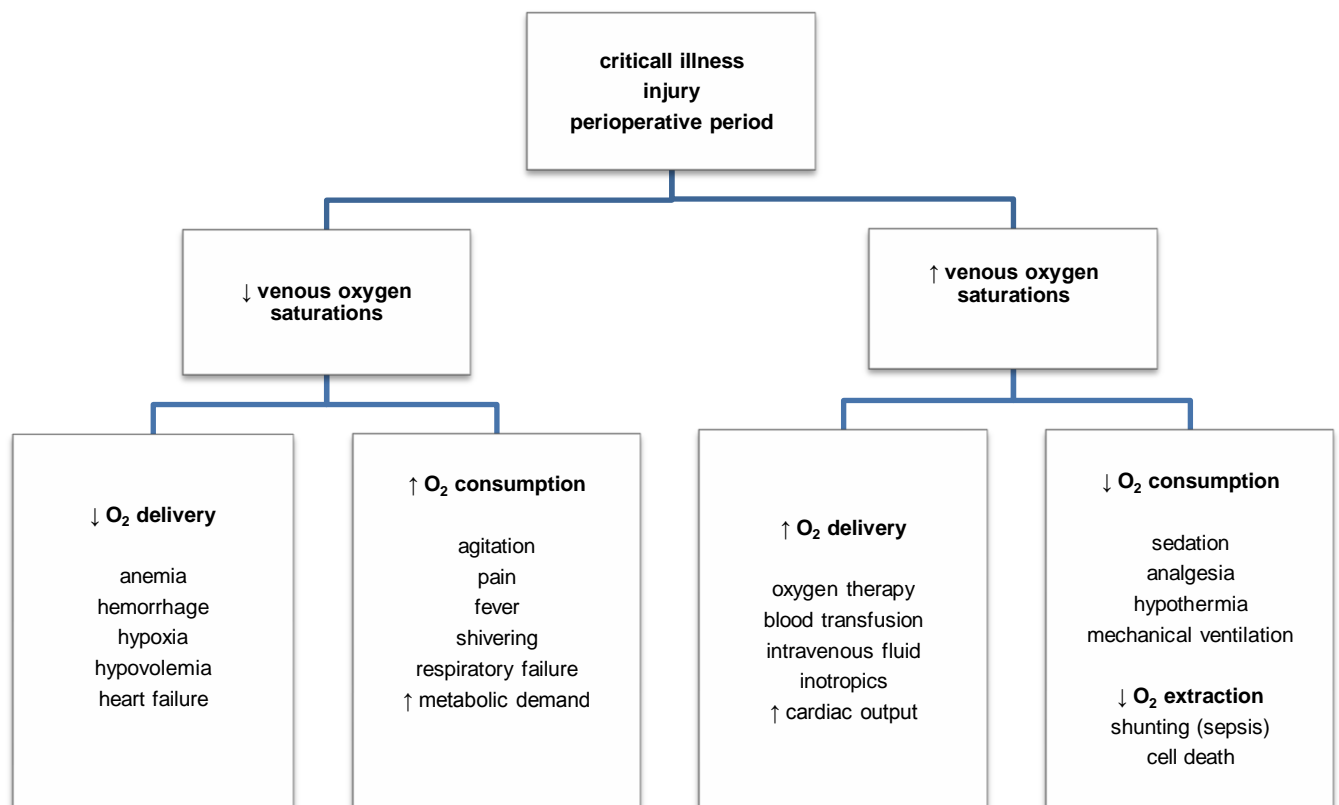 criticall illness
injury
perioperative period
↓ venous oxygen
saturations
↑ venous oxygen
saturations
↓ O₂ delivery
anemia
hemorrhage
hypoxia
hypovolemia
heart failure
↑ O₂ consumption
agitation
pain
fever
shivering
respiratory failure
↑ metabolic demand
↑ O₂ delivery
oxygen therapy
blood transfusion
intravenous fluid
inotropics
↑ cardiac output
↓ O₂ consumption
sedation
analgesia
hypothermia
mechanical ventilation
↓ O₂ extraction
shunting (sepsis)
cell death